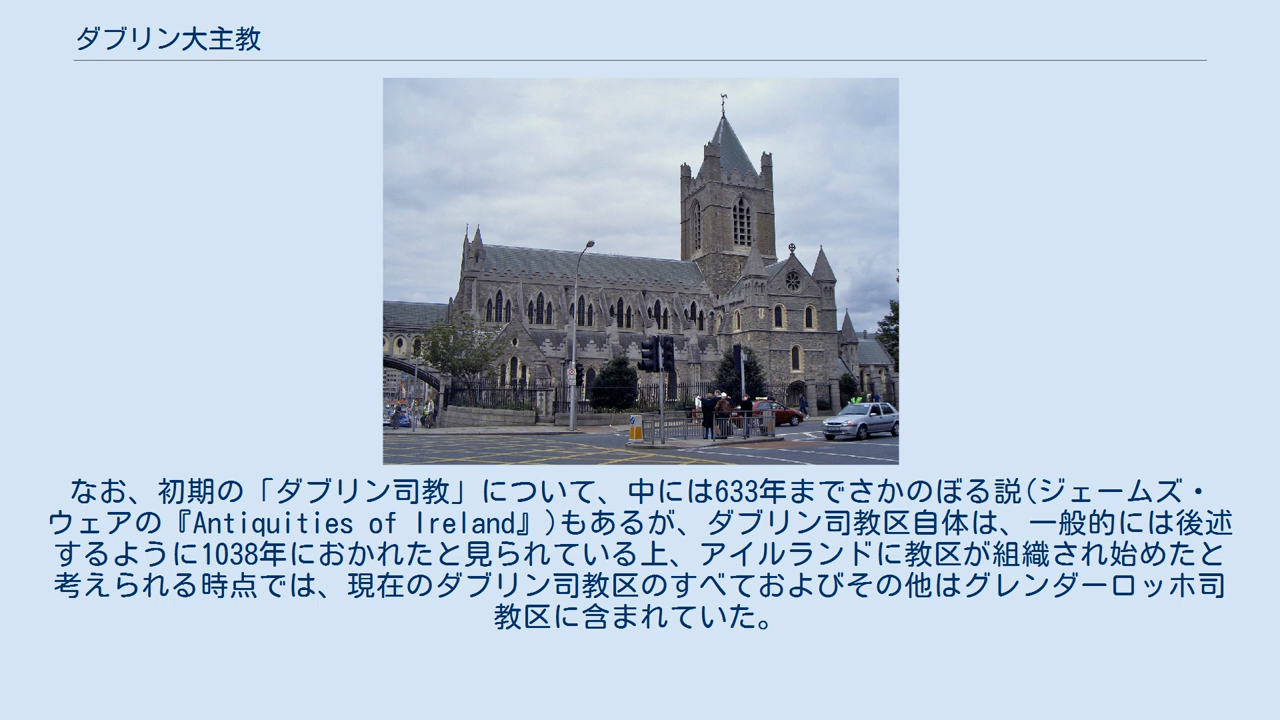 ダブリン大主教
なお、初期の「ダブリン司教」について、中には633年までさかのぼる説(ジェームズ・
ウェアの『Antiquities of Ireland』)もあるが、ダブリン司教区自体は、一般的には後述
するように1038年におかれたと見られている上、アイルランドに教区が組織され始めたと
考えられる時点では、現在のダブリン司教区のすべておよびその他はグレンダーロッホ司
教区に含まれていた。